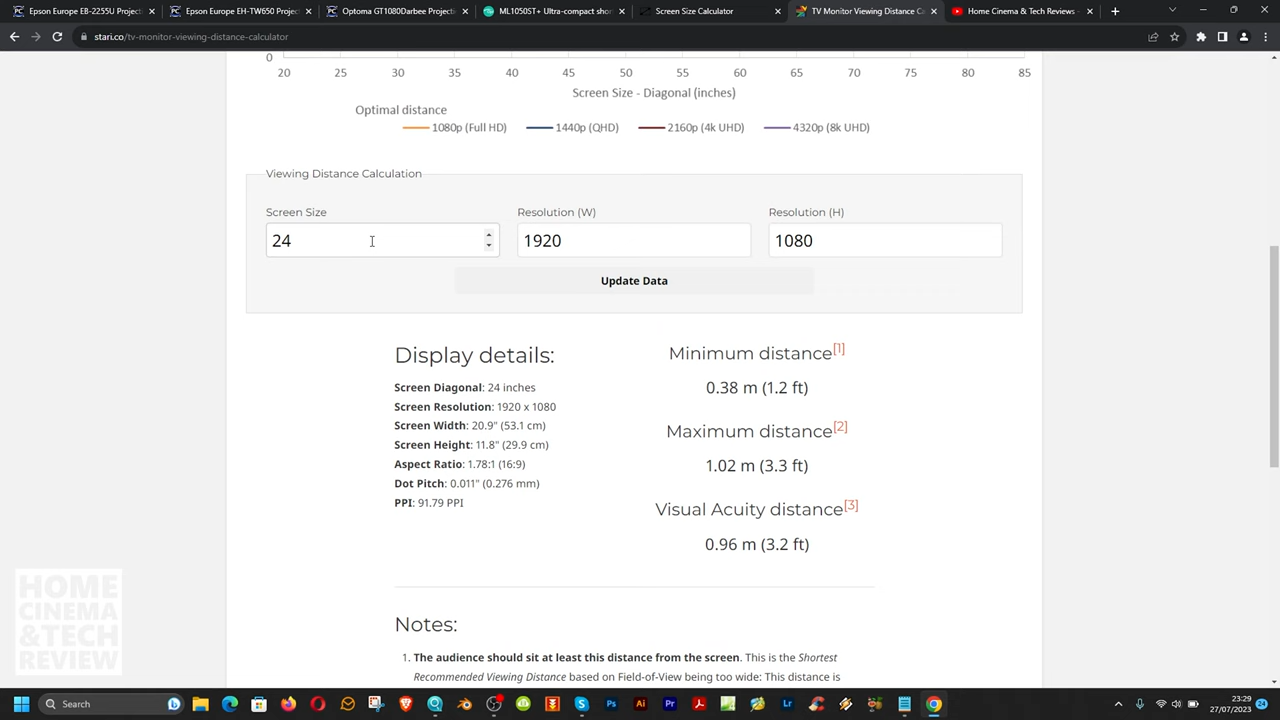 Epson Europe EB-2255U Projec
Epson Europe EH-TW650 Projec
Optoma GT1080Darbee Projecto
ML1050ST+ Ultra-compact shor
Screen Size Calculator
TV Monitor Viewing Distance Ca
Home Cinema & Tech Reviews -
stari.co/tv-monitor-viewing-distance-calculator
0
20 25 30 35 40 45 50 55 60 65 70 75 80 85
Screen Size - Diagonal (inches)
Optimal distance
1080p (Full HD) 1440p (QHD) 2160p (4k UHD) 4320p (8k UHD)
Viewing Distance Calculation
Screen Size Resolution (W) Resolution (H)
24 1920 1080
Update Data
Display details:
Screen Diagonal: 24 inches
Screen Resolution: 1920 x 1080
Screen Width: 20.9" (53.1 cm)
Screen Height: 11.8" (29.9 cm)
Aspect Ratio: 1.78:1 (16:9)
Dot Pitch: 0.011" (0.276 mm)
PPI: 91.79 PPI
Minimum distance[1]
0.38 m (1.2 ft)
Maximum distance[2]
1.02 m (3.3 ft)
Visual Acuity distance[3]
0.96 m (3.2 ft)
Notes:
1. The audience should sit at least this distance from the screen. This is the Shortest
Recommended Viewing Distance based on Field-of-View being too wide: This distance is
HOME
CINEMA
&TECH
REVIEW
Search
23:29
27/07/2023